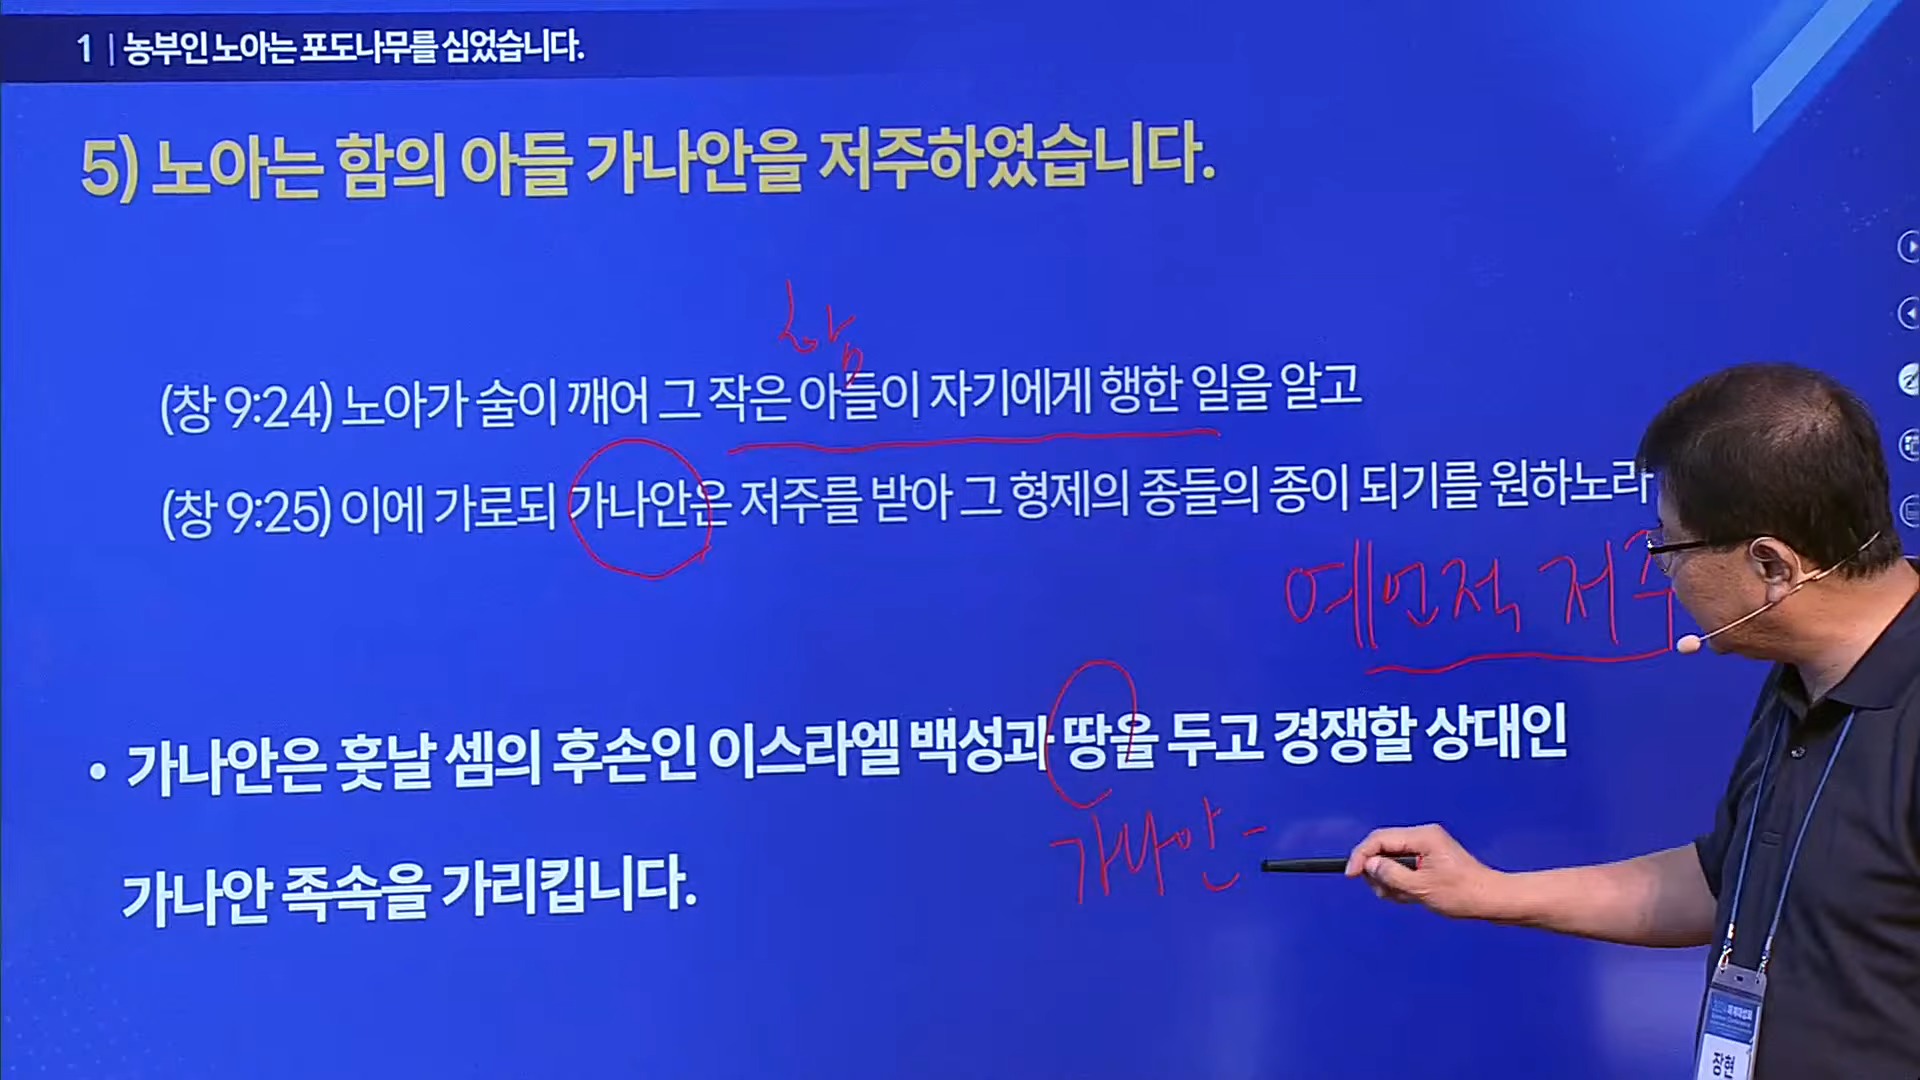 1 | 농부인 노아는 포도나무를 심었습니다.
5) 노아는 함의 아들 가나안을 저주하였습니다.
함
(창 9:24) 노아가 술이 깨어 그 작은 아들이 자기에게 행한 일을 알고
(창 9:25) 이에 가로되 가나안은 저주를 받아 그 형제의 종들의 종이 되기를 원하노라
예언적 저주
• 가나안은 훗날 셈의 후손인 이스라엘 백성과 땅을 두고 경쟁할 상대인
가나안 족속을 가리킵니다.
가나안 -
장현